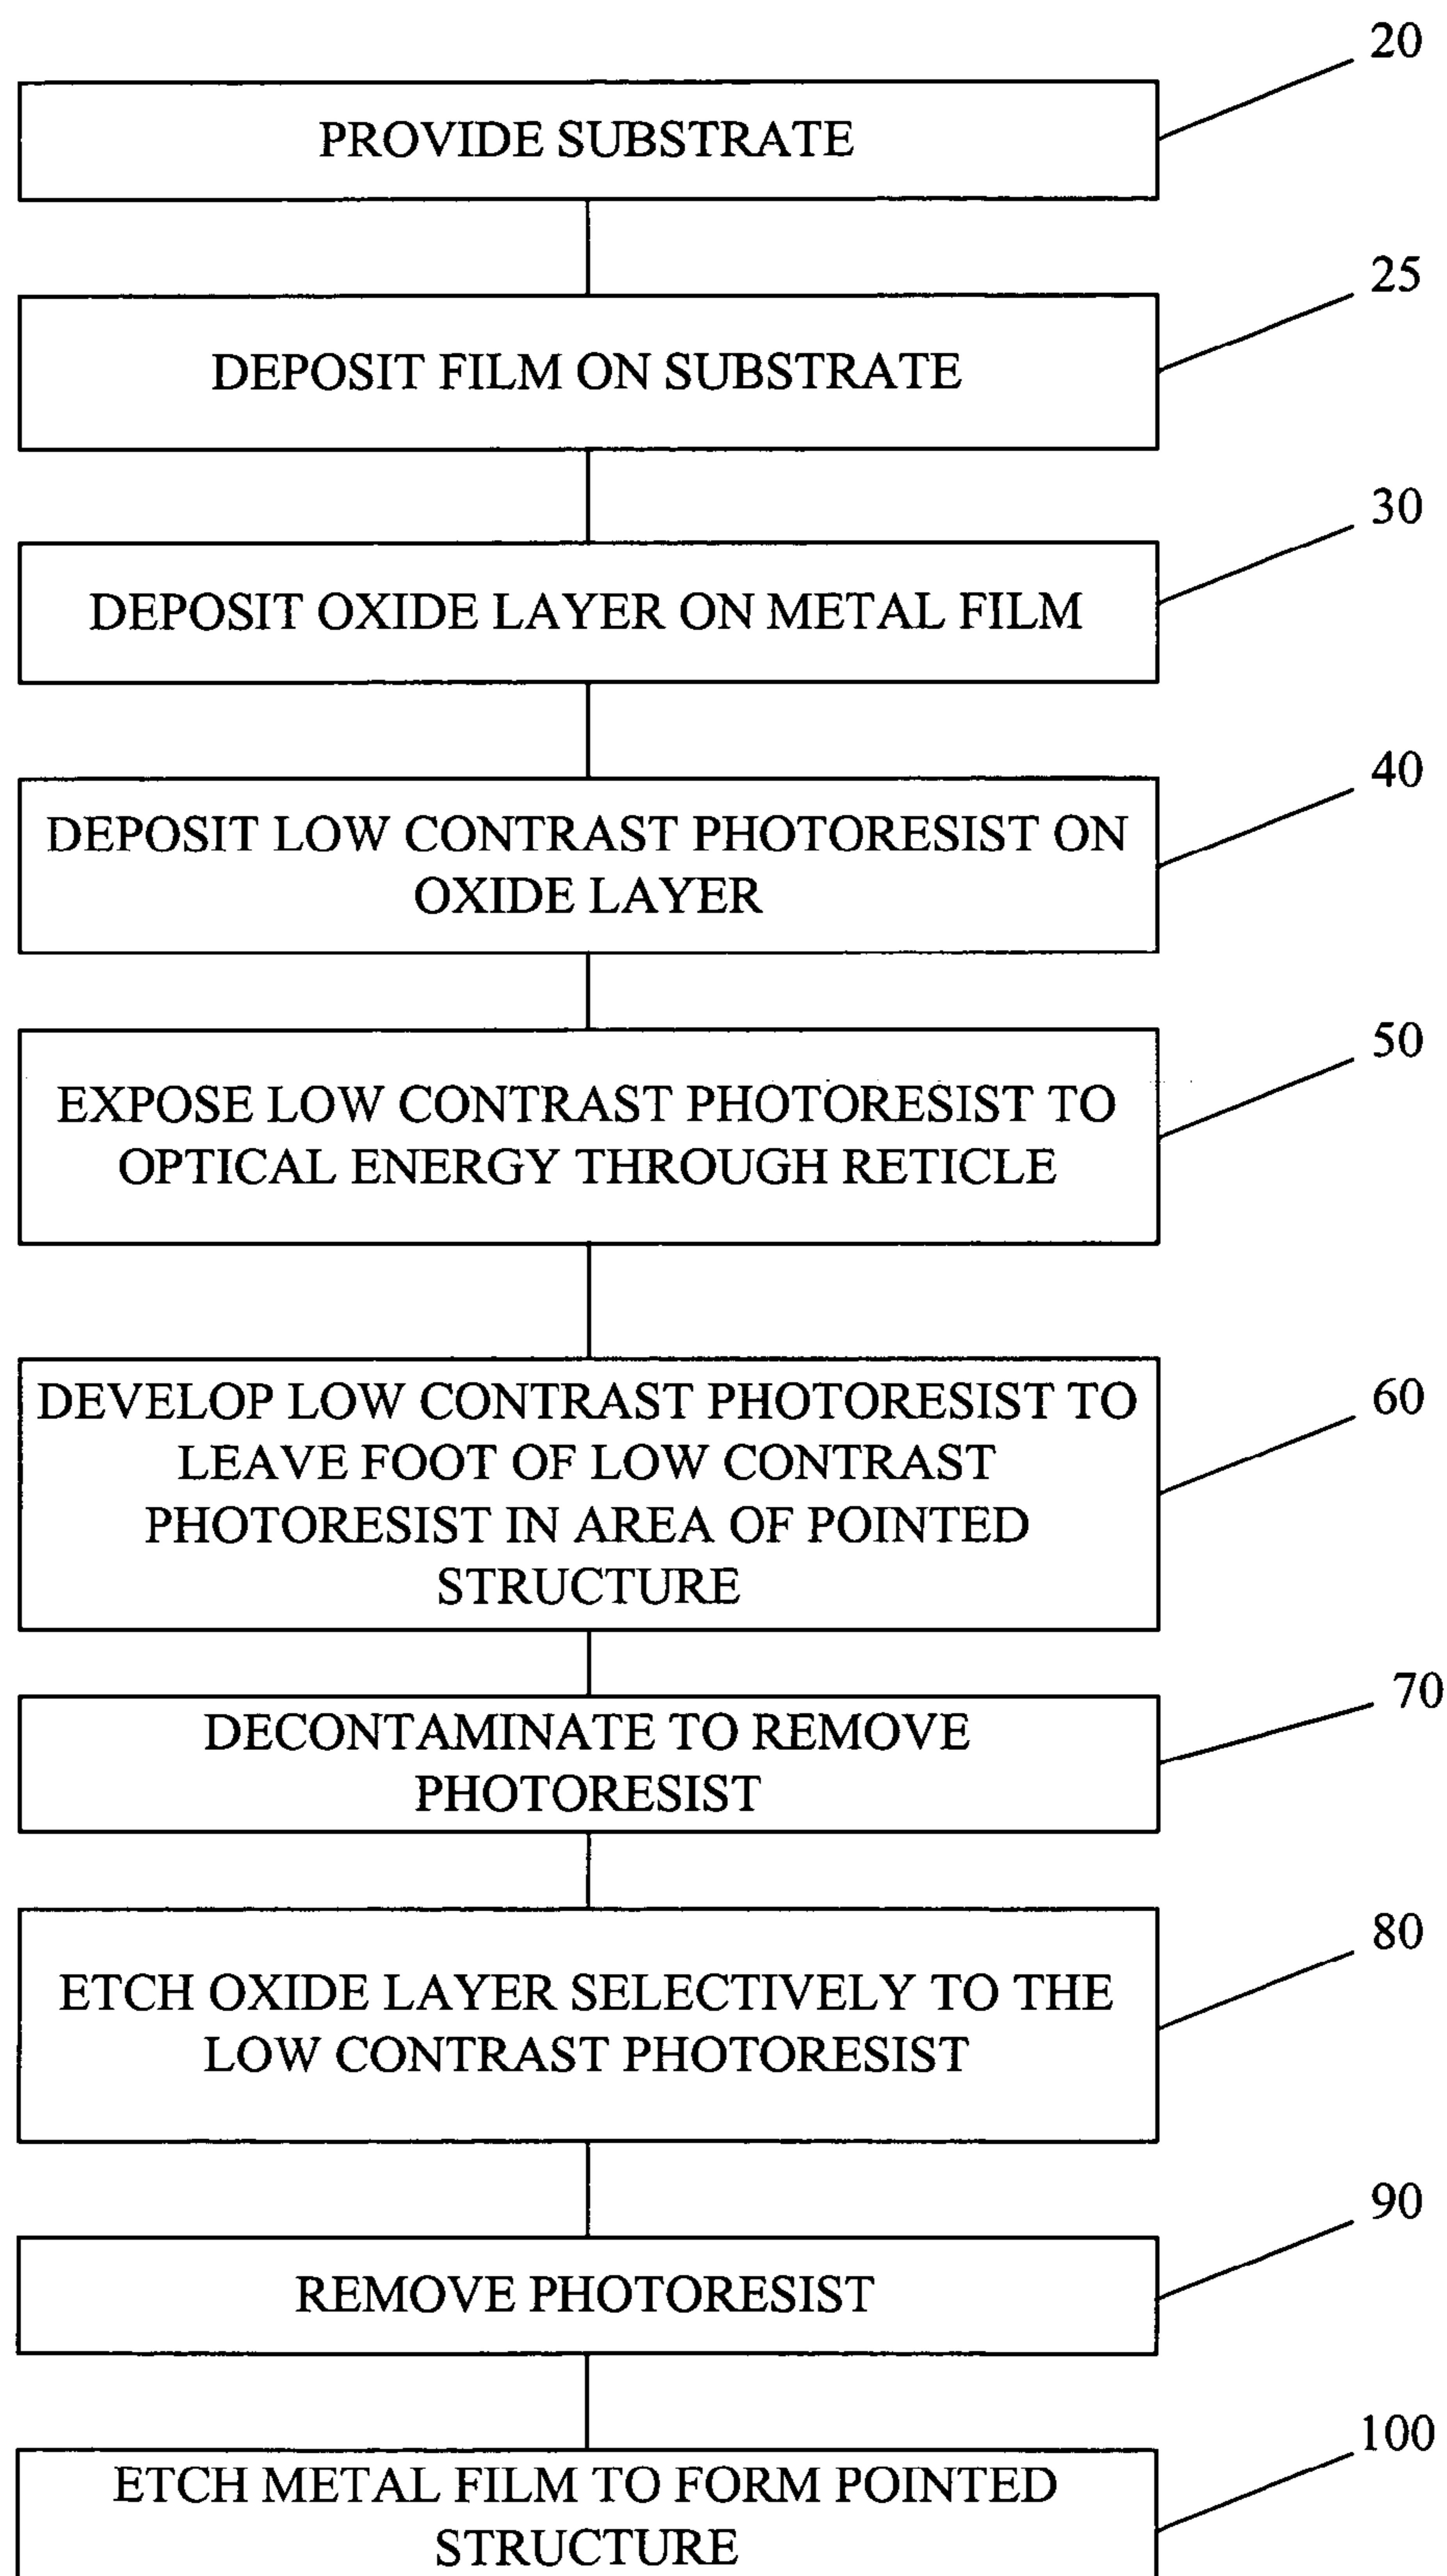 20
PROVIDE SUBSTRATE
25
DEPOSIT FILM ON SUBSTRATE
30
DEPOSIT OXIDE LAYER ON METAL FILM
40
DEPOSIT LOW CONTRAST PHOTORESIST ON
OXIDE LAYER
50
EXPOSE LOW CONTRAST PHOTORESIST TO
OPTICAL ENERGY THROUGH RETICLE
60
DEVELOP LOW CONTRAST PHOTORESIST TO
LEAVE FOOT OF LOW CONTRAST
PHOTORESIST IN AREA OF POINTED
STRUCTURE
70
DECONTAMINATE TO REMOVE
PHOTORESIST
80
ETCH OXIDE LAYER SELECTIVELY TO THE
LOW CONTRAST PHOTORESIST
90
REMOVE PHOTORESIST
100
ETCH METAL FILM TO FORM POINTED
STRUCTURE